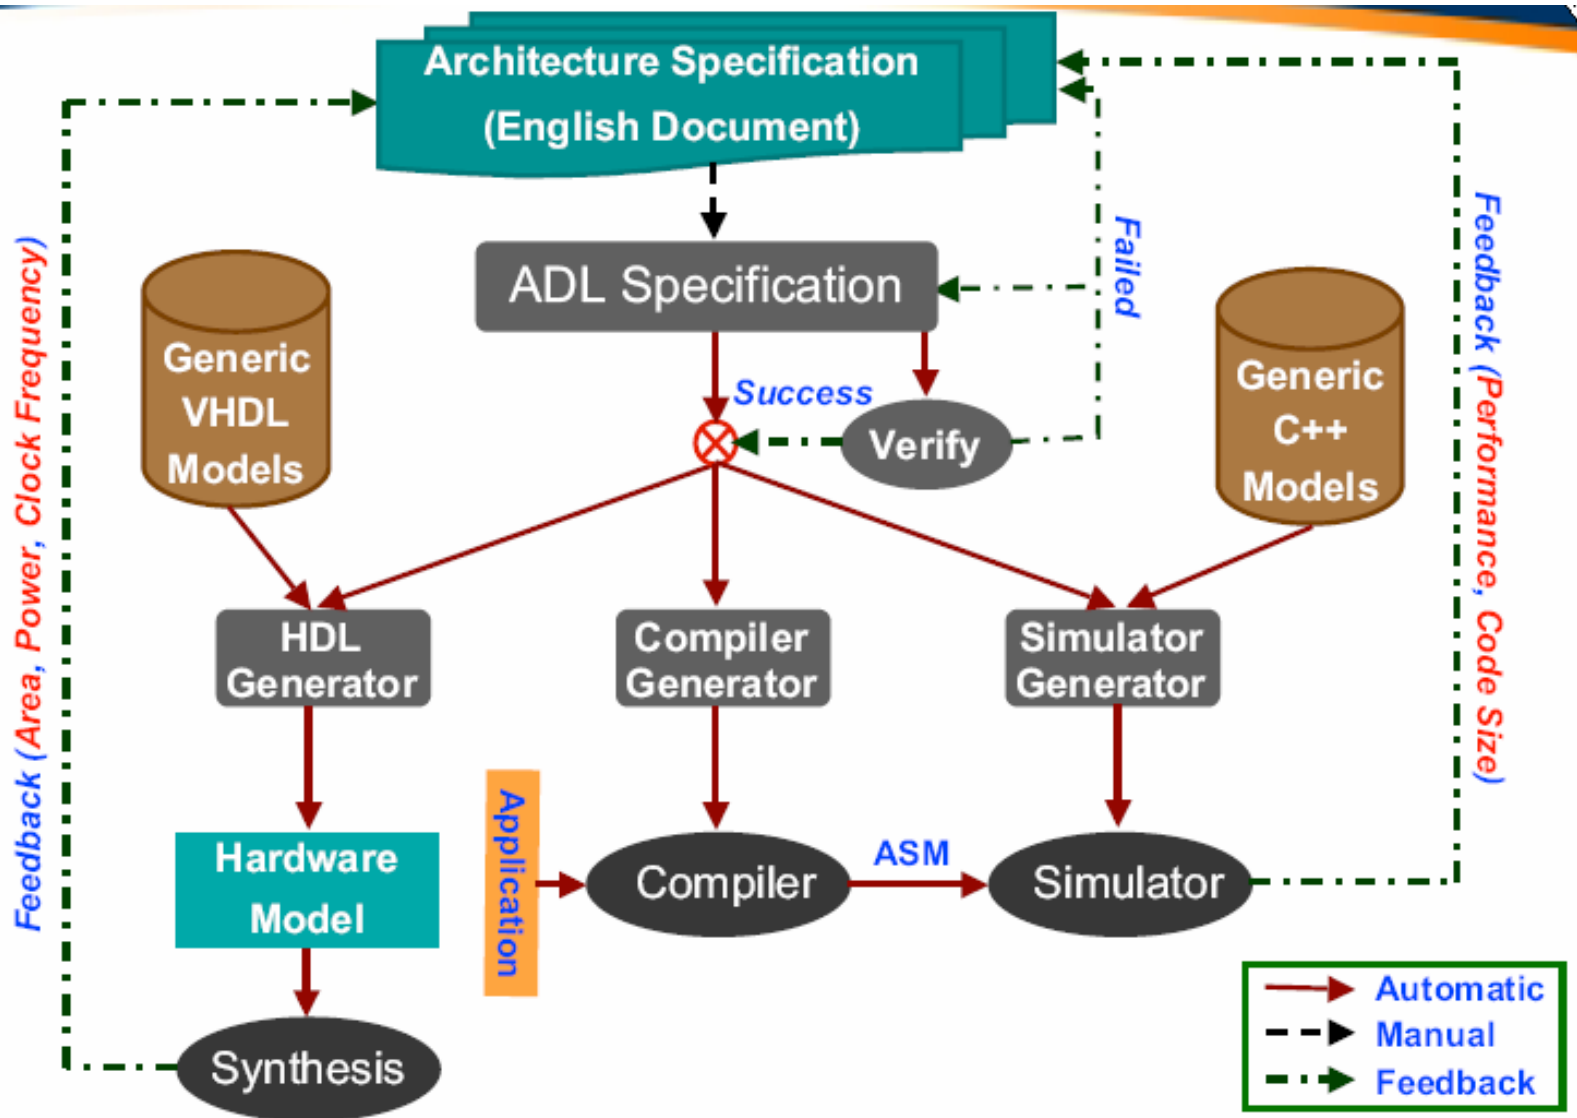 Architecture Specification
(English Document)
ADL Specification
Failed
Success
Verify
Generic
VHDL
Models
Generic
C++
Models
Feedback (Area, Power, Clock Frequency)
Feedback (Performance, Code Size)
HDL
Generator
Compiler
Generator
Simulator
Generator
Hardware
Model
Application
Compiler
ASM
Simulator
Synthesis
Automatic
Manual
Feedback